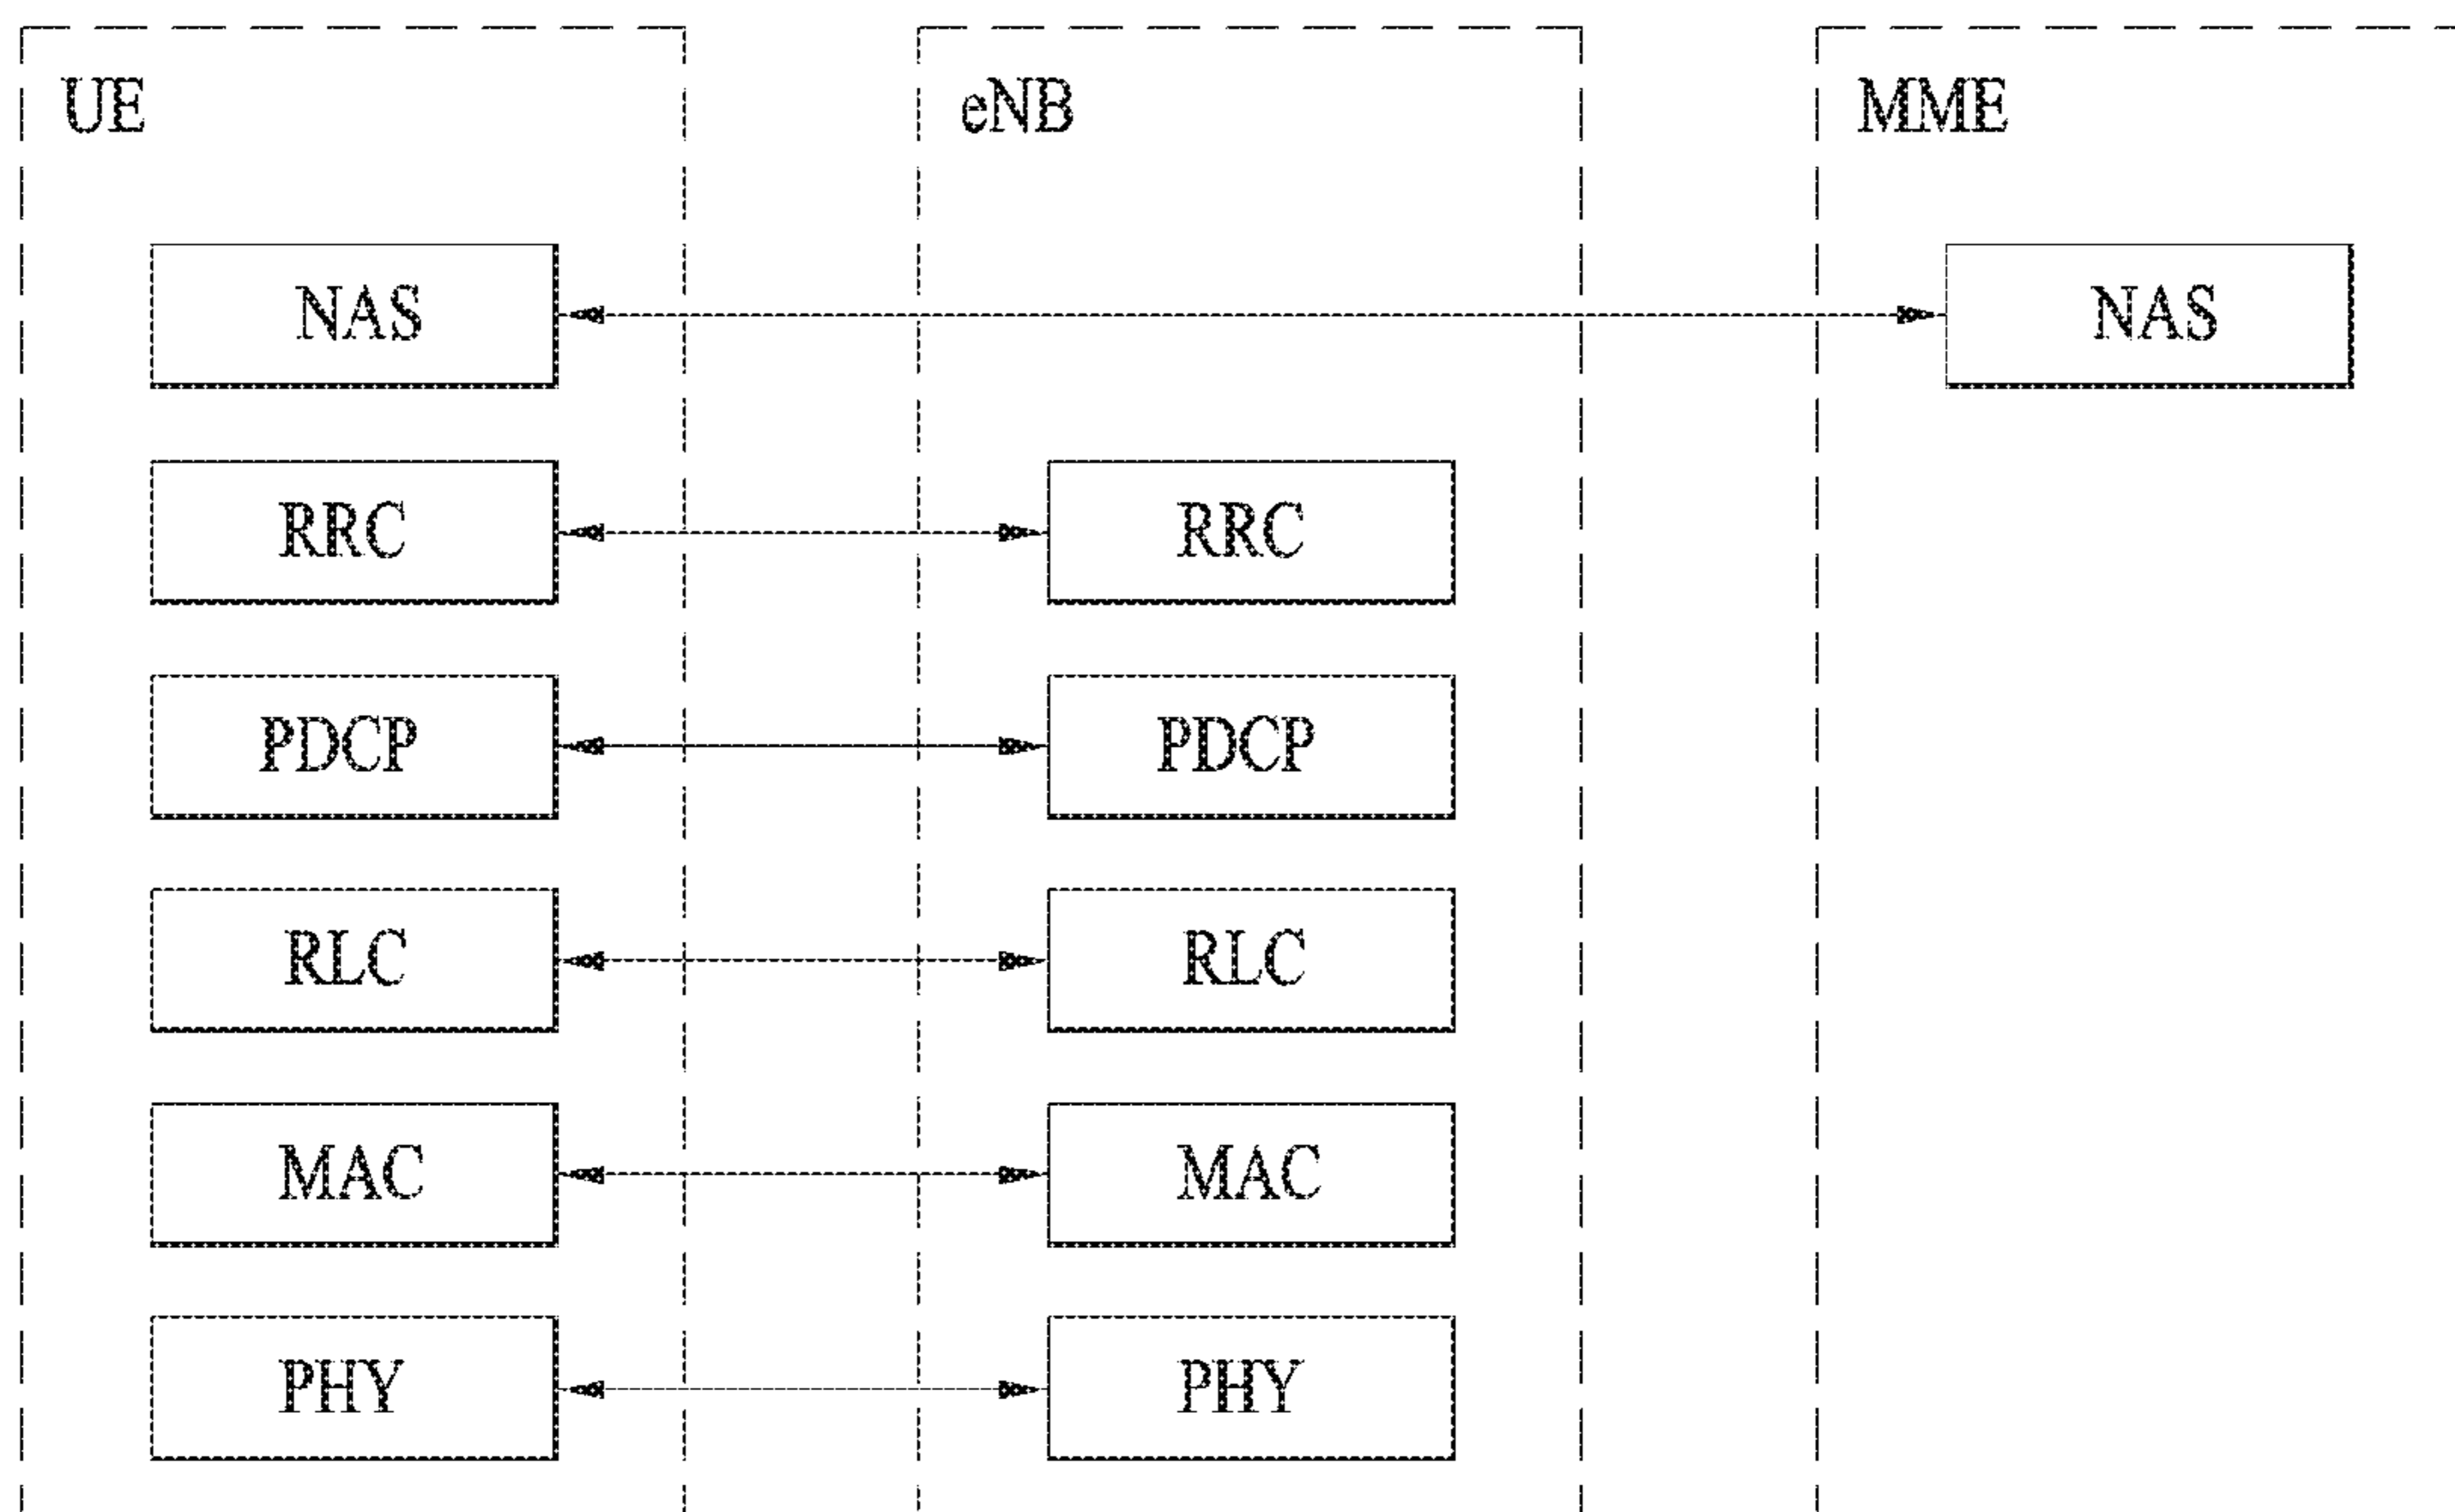 UE eNB MME
NAS NAS
RRC RRC
PDCP PDCP
RLC RLC
MAC MAC
PHY PHY